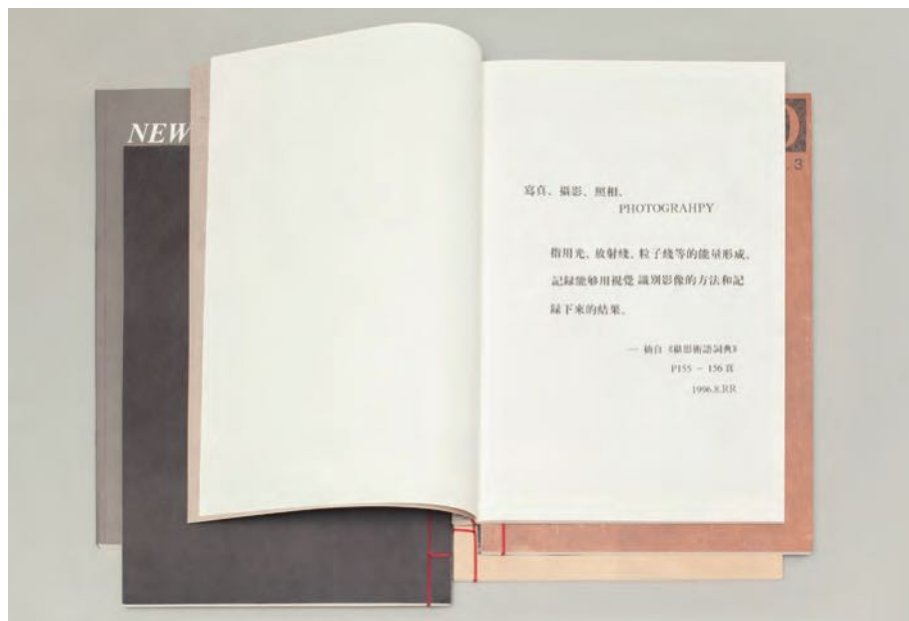 NEW
.3
寫真、攝影、照相。
PHOTOGRAHPY
指用光、放射綫、粒子綫等的能量形成、
記録能够用視覺識别影像的方法和記
録下來的結果。
— 摘自《攝影術語詞典》
P155 - 156 頁
1996.8.RR